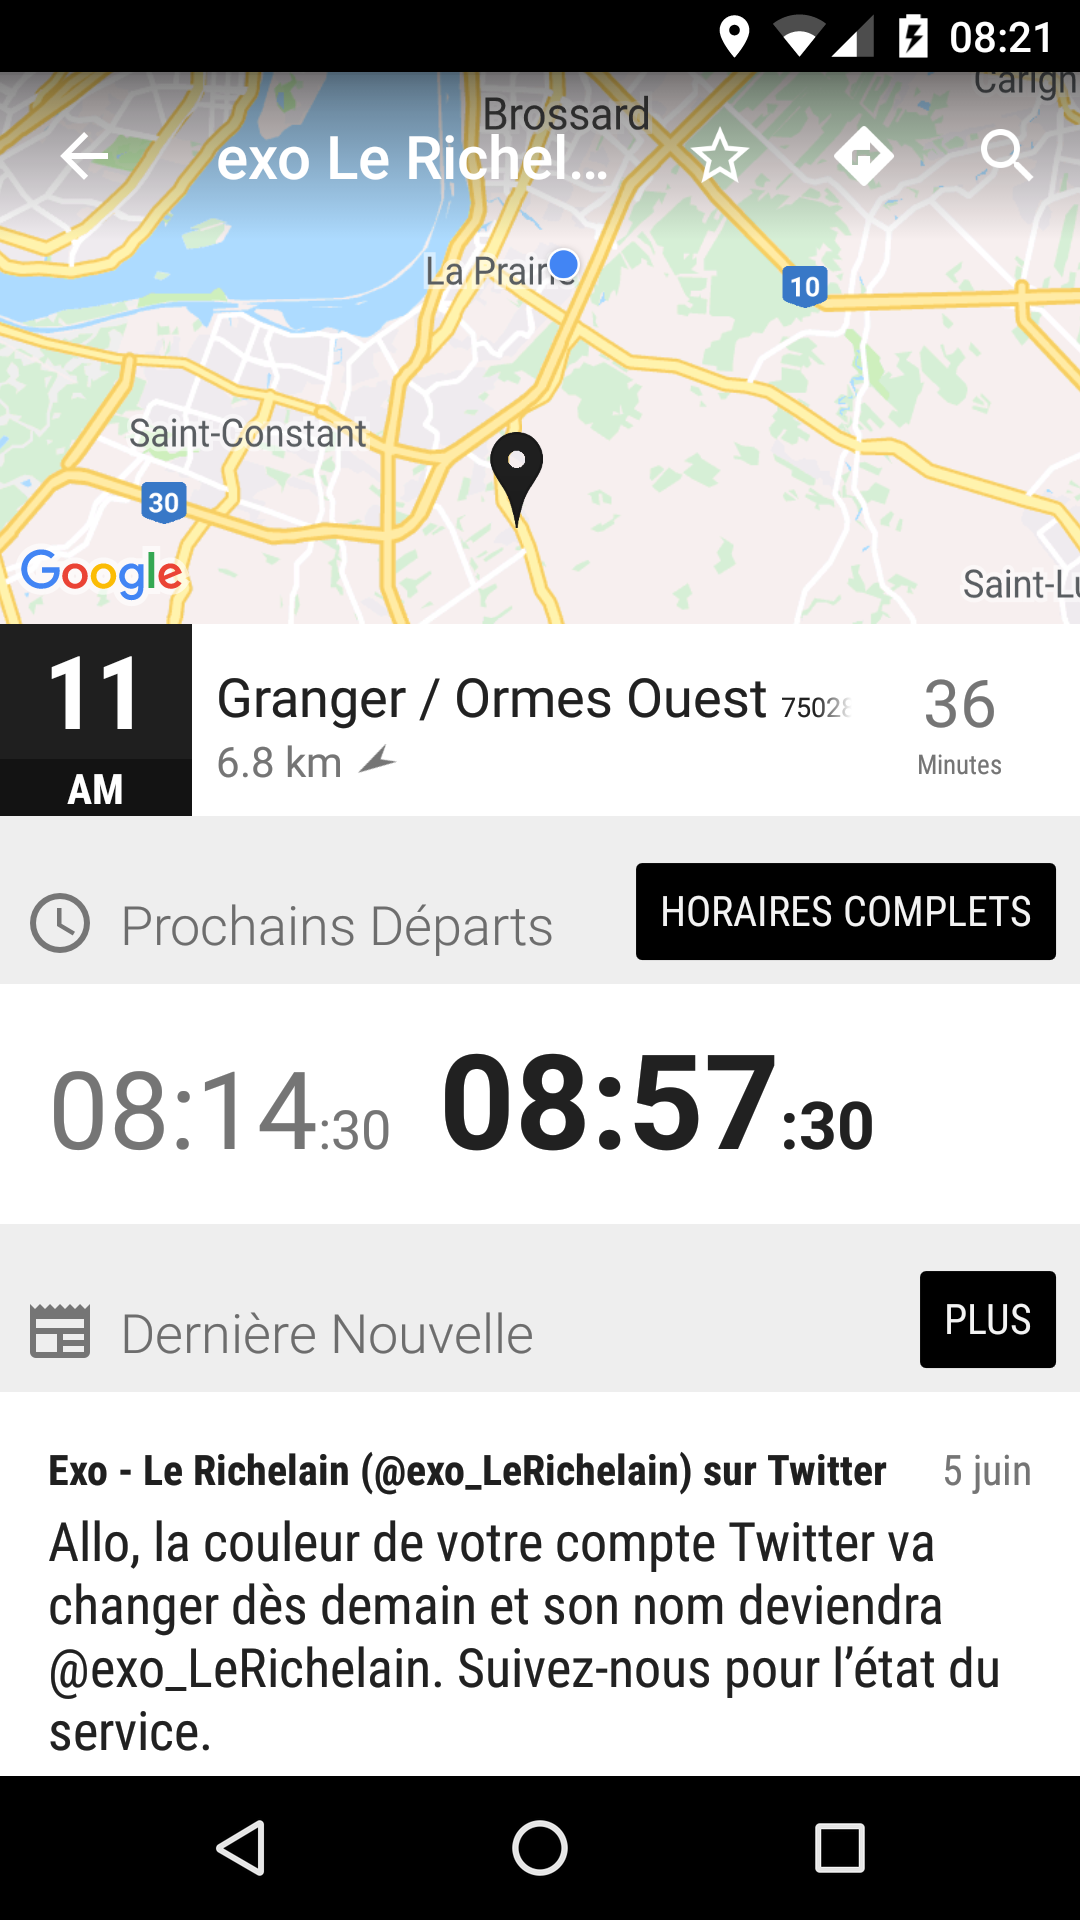 08:21
Carign
Brossard
exo Le Richel...
La Prairie
10
Saint-Constant
30
Google
Saint-Lu
11
AM
Granger / Ormes Ouest 75028
6.8 km
36
Minutes
Prochains Départs
HORAIRES COMPLETS
08:14:30 08:57:30
Dernière Nouvelle
PLUS
Exo - Le Richelain (@exo_LeRichelain) sur Twitter
5 juin
Allo, la couleur de votre compte Twitter va
changer dès demain et son nom deviendra
@exo_LeRichelain. Suivez-nous pour l’état du
service.